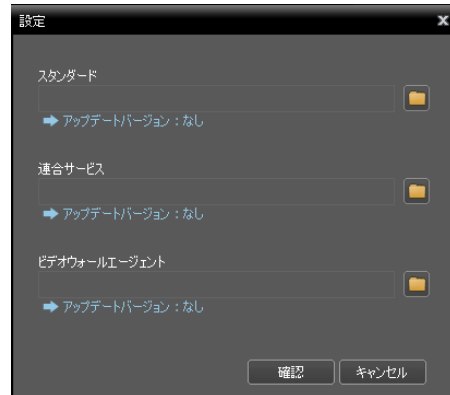 設定
x
スタンダード
➡ アップデートバージョン : なし
連合サービス
➡ アップデートバージョン : なし
ビデオウォールエージェント
➡ アップデートバージョン : なし
確認 キャンセル